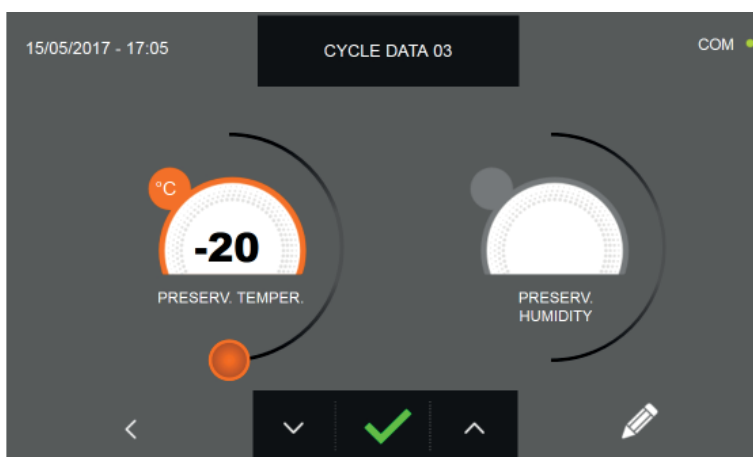 15/05/2017 - 17:05
CYCLE DATA 03
COM
°C
-20
PRESERV. TEMPER.
PRESERV.
HUMIDITY